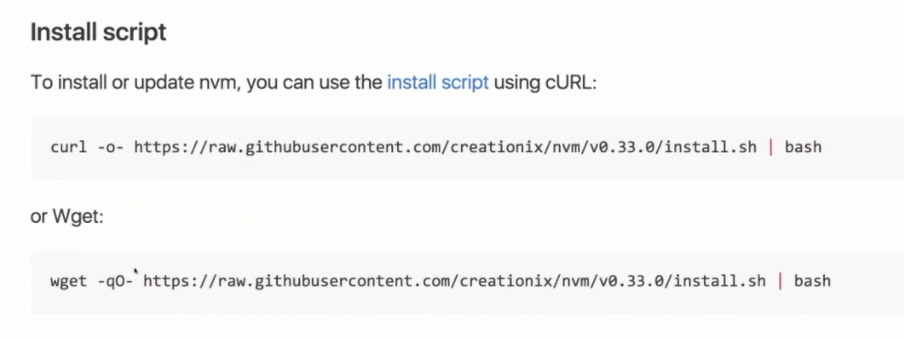 Install script
To install or update nvm, you can use the install script using cURL:
curl -o- https://raw.githubusercontent.com/creationix/nvm/v0.33.0/install.sh | bash
or Wget:
wget -qO- https://raw.githubusercontent.com/creationix/nvm/v0.33.0/install.sh | bash